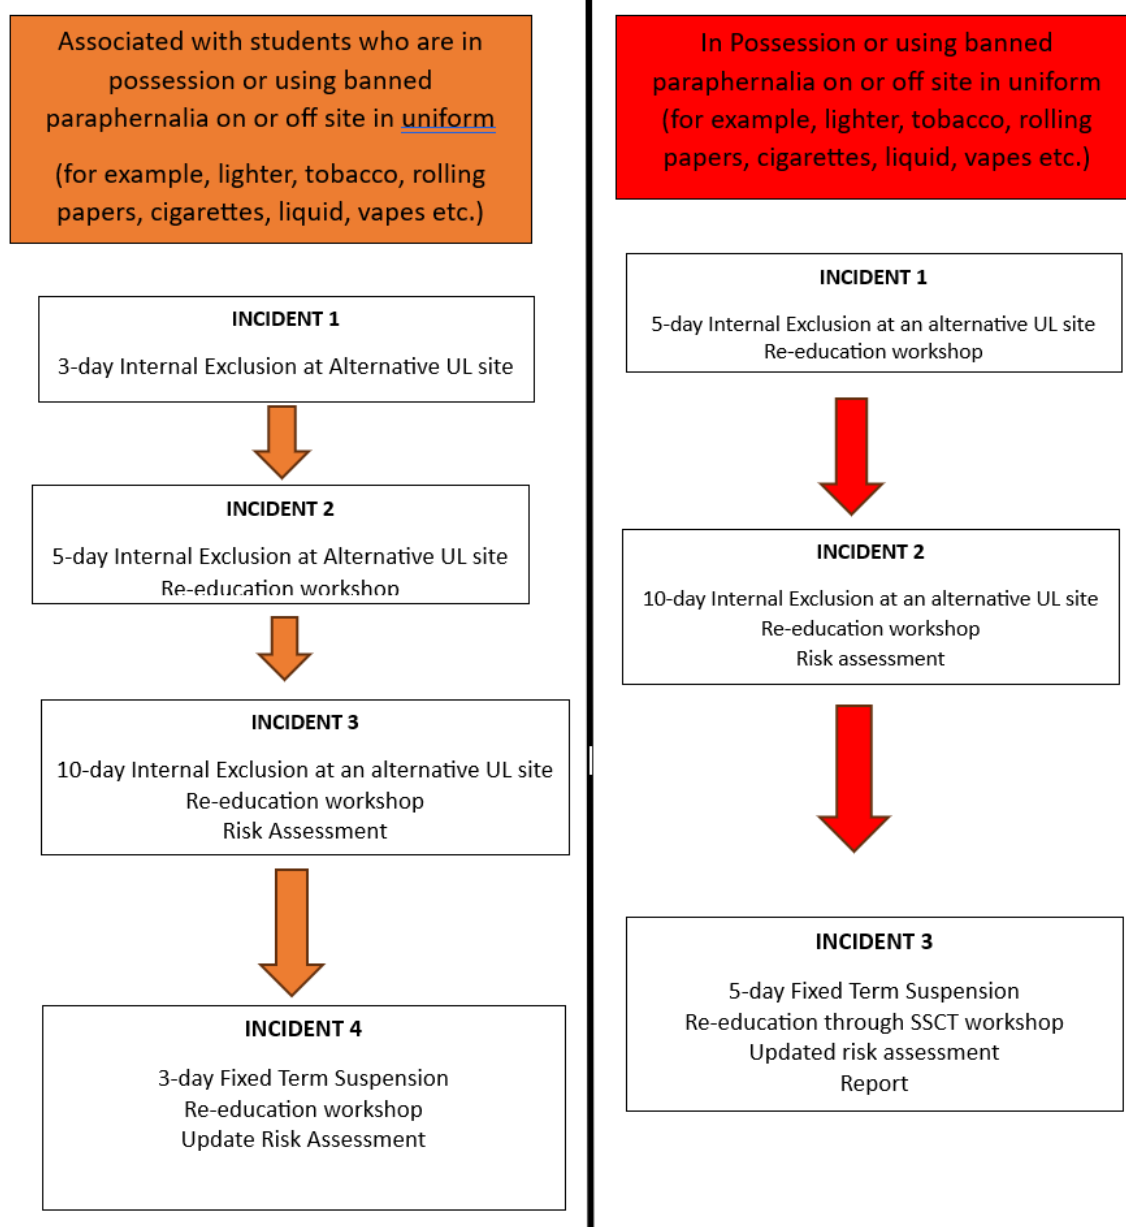 Associated with students who are in
possession or using banned
paraphernalia on or off site in uniform
(for example, lighter, tobacco, rolling
papers, cigarettes, liquid, vapes etc.)
INCIDENT 1
3-day Internal Exclusion at Alternative UL site
INCIDENT 2
5-day Internal Exclusion at Alternative UL site
Re-education workshop
INCIDENT 3
10-day Internal Exclusion at an alternative UL site
Re-education workshop
Risk Assessment
INCIDENT 4
3-day Fixed Term Suspension
Re-education workshop
Update Risk Assessment
In Possession or using banned
paraphernalia on or off site in uniform
(for example, lighter, tobacco, rolling
papers, cigarettes, liquid, vapes etc.)
INCIDENT 1
5-day Internal Exclusion at an alternative UL site
Re-education workshop
INCIDENT 2
10-day Internal Exclusion at an alternative UL site
Re-education workshop
Risk assessment
INCIDENT 3
5-day Fixed Term Suspension
Re-education through SSCT workshop
Updated risk assessment
Report